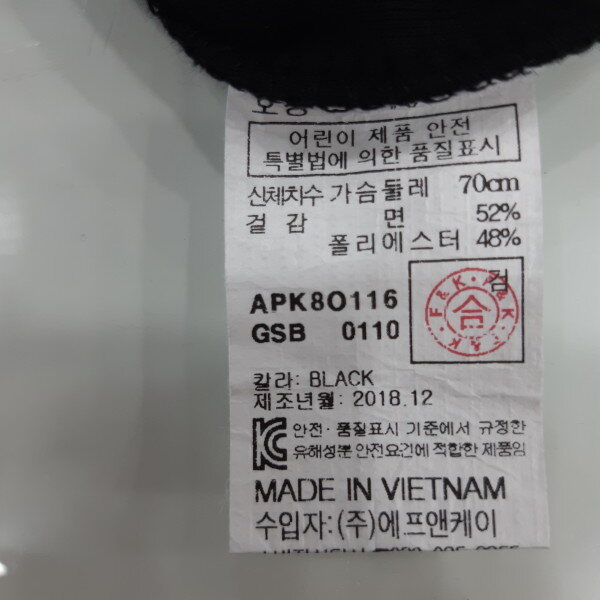 어린이 제품 안전
특별법에 의한 품질표시
신체치수 가슴둘레 70cm
겉감 면 52%
폴리에스터 48%
검
F&K・F&K・F&K
合
APK8O116
GSB 0110
칼라: BLACK
제조년월: 2018.12
안전・품질표시 기준에서 규정한
유해성분 안전요건에 적합한 제품임
MADE IN VIETNAM
수입자: (주)에프앤케이